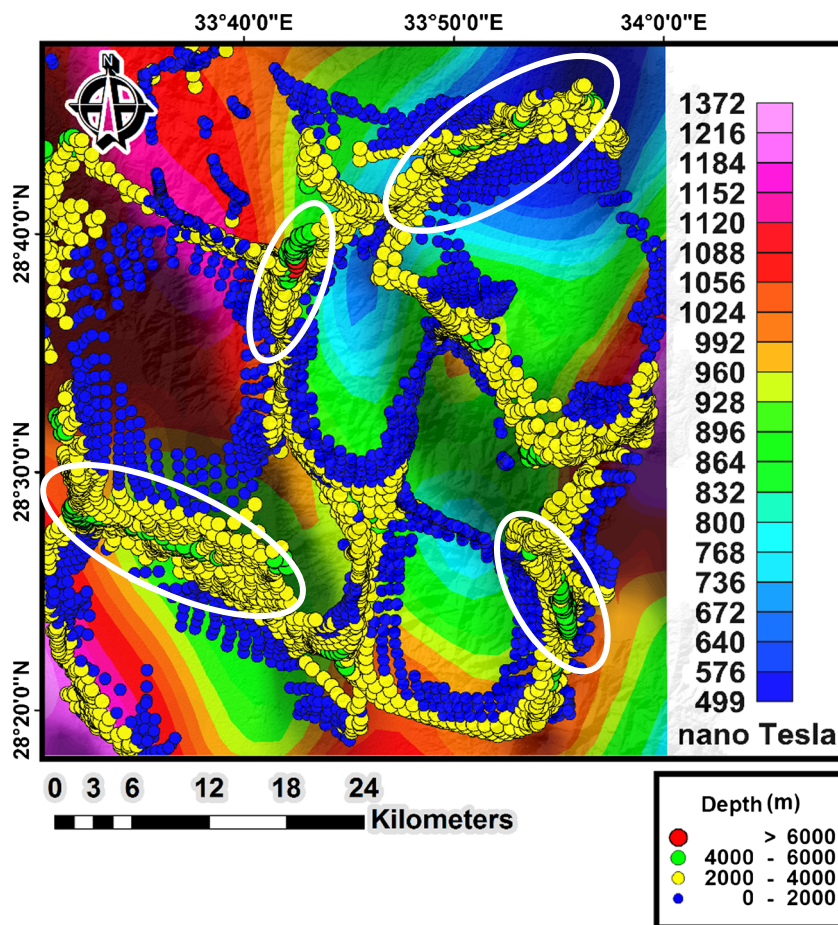 33°40'0"E
33°50'0"E
34°0'0"E
N
28°40'0"N
28°30'0"N
28°20'0"N
1372
1216
1184
1152
1120
1088
1056
1024
992
960
928
896
864
832
800
768
736
672
640
576
499
nano Tesla
0 3 6 12 18 24
Kilometers
Depth (m)
> 6000
4000 - 6000
2000 - 4000
0 - 2000